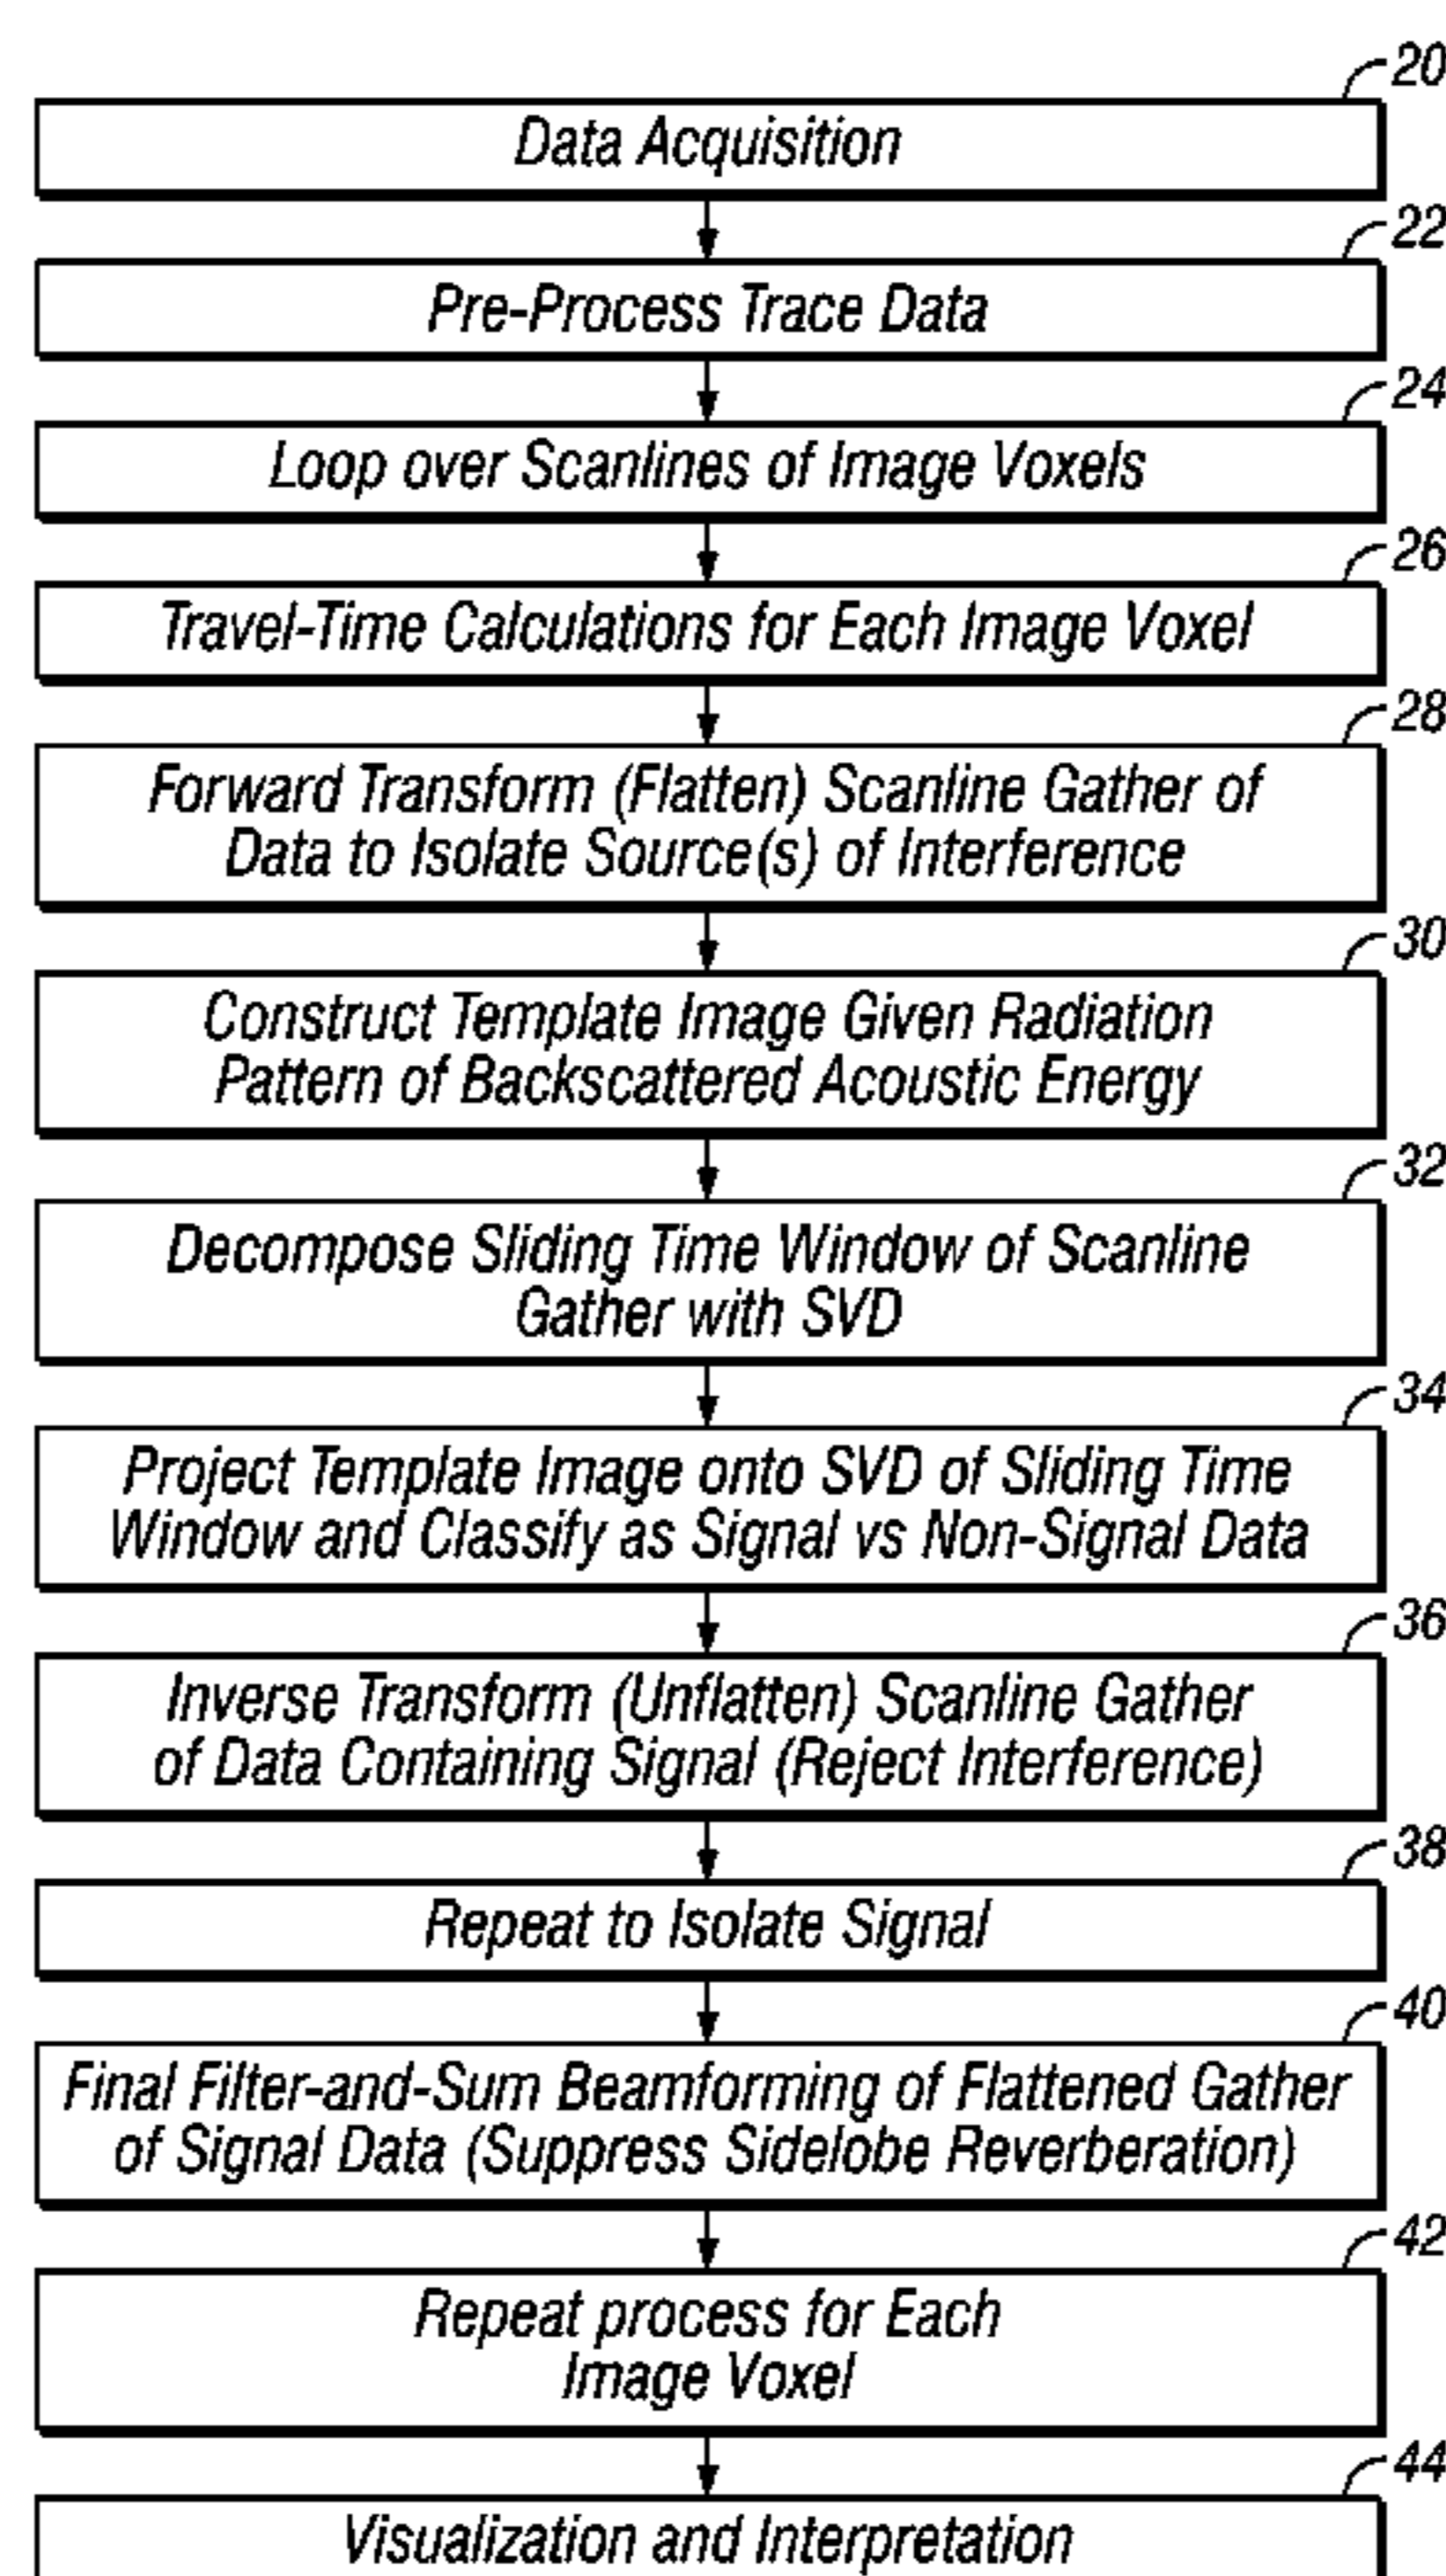 20
Data Acquisition
22
Pre-Process Trace Data
24
Loop over Scanlines of Image Voxels
26
Travel-Time Calculations for Each Image Voxel
28
Forward Transform (Flatten) Scanline Gather of
Data to Isolate Source(s) of Interference
30
Construct Template Image Given Radiation
Pattern of Backscattered Acoustic Energy
32
Decompose Sliding Time Window of Scanline
Gather with SVD
34
Project Template Image onto SVD of Sliding Time
Window and Classify as Signal vs Non-Signal Data
36
Inverse Transform (Unflatten) Scanline Gather
of Data Containing Signal (Reject Interference)
38
Repeat to Isolate Signal
40
Final Filter-and-Sum Beamforming of Flattened Gather
of Signal Data (Suppress Sidelobe Reverberation)
42
Repeat process for Each
Image Voxel
44
Visualization and Interpretation